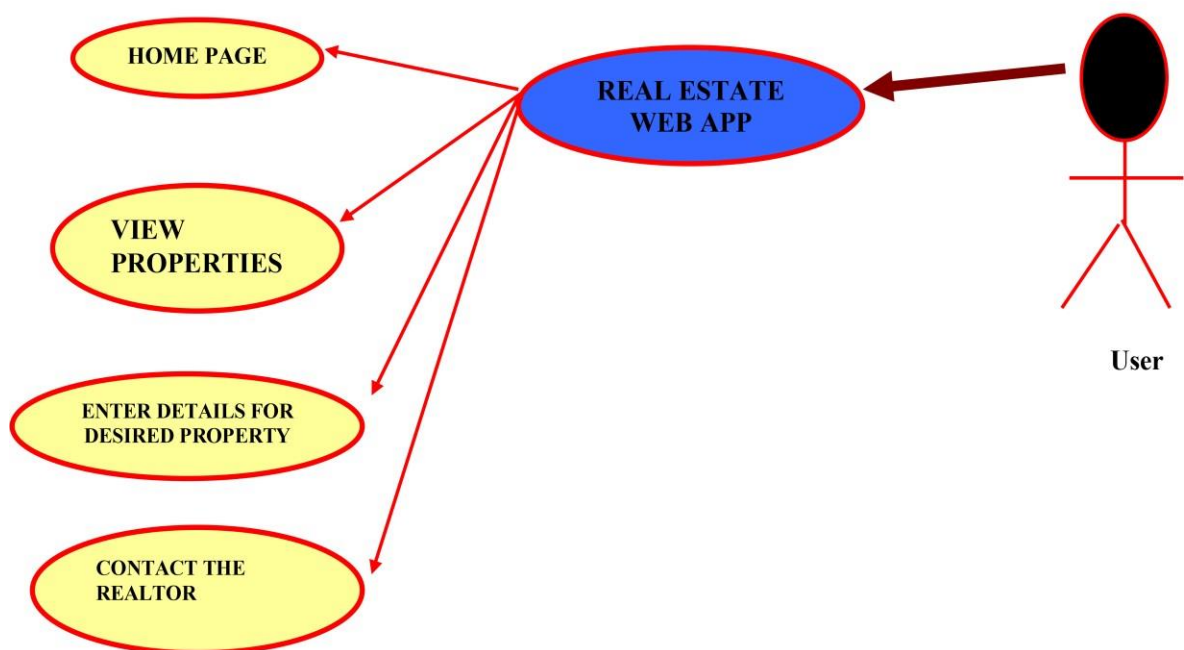 HOME PAGE
REAL ESTATE
WEB APP
VIEW
PROPERTIES
User
ENTER DETAILS FOR
DESIRED PROPERTY
CONTACT THE
REALTOR